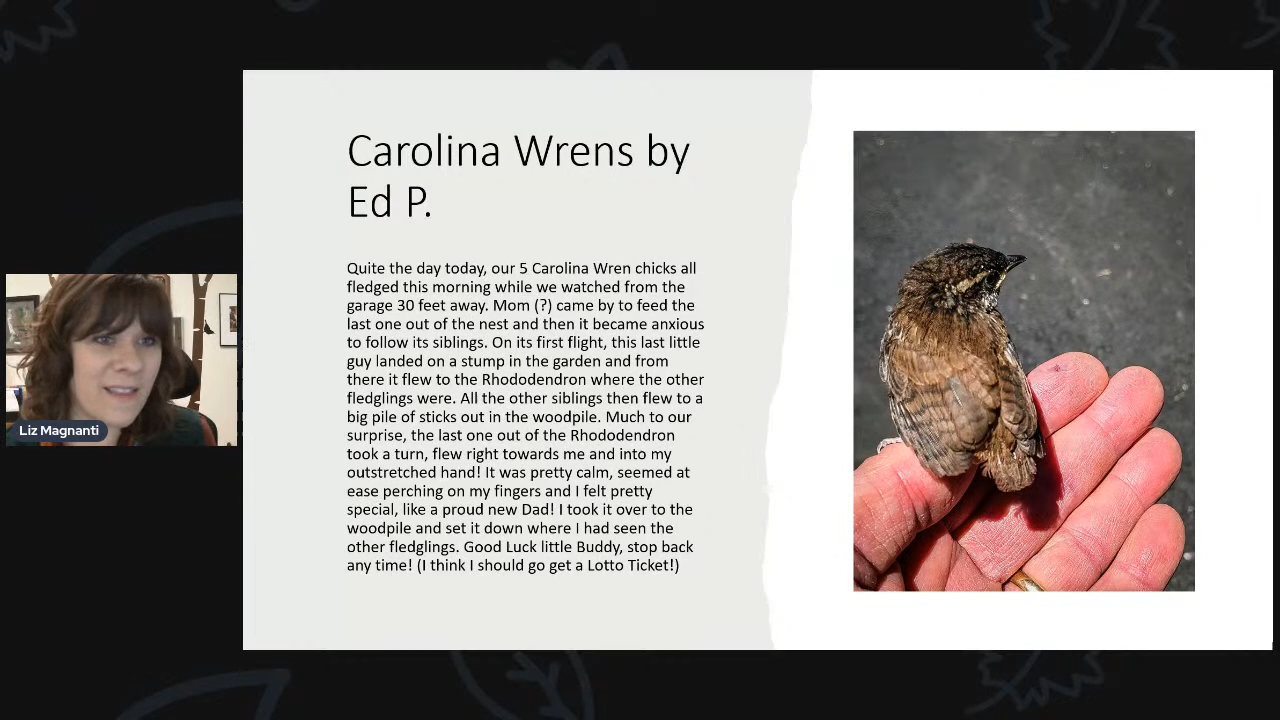 Carolina Wrens by
Ed P.
Quite the day today, our 5 Carolina Wren chicks all
fledged this morning while we watched from the
garage 30 feet away. Mom (?) came by to feed the
last one out of the nest and then it became anxious
to follow its siblings. On its first flight, this last little
guy landed on a stump in the garden and from
there it flew to the Rhododendron where the other
fledglings were. All the other siblings then flew to a
big pile of sticks out in the woodpile. Much to our
surprise, the last one out of the Rhododendron
took a turn, flew right towards me and into my
outstretched hand! It was pretty calm, seemed at
ease perching on my fingers and I felt pretty
special, like a proud new Dad! I took it over to the
woodpile and set it down where I had seen the
other fledglings. Good Luck little Buddy, stop back
any time! (I think I should go get a Lotto Ticket!)
Liz Magnanti